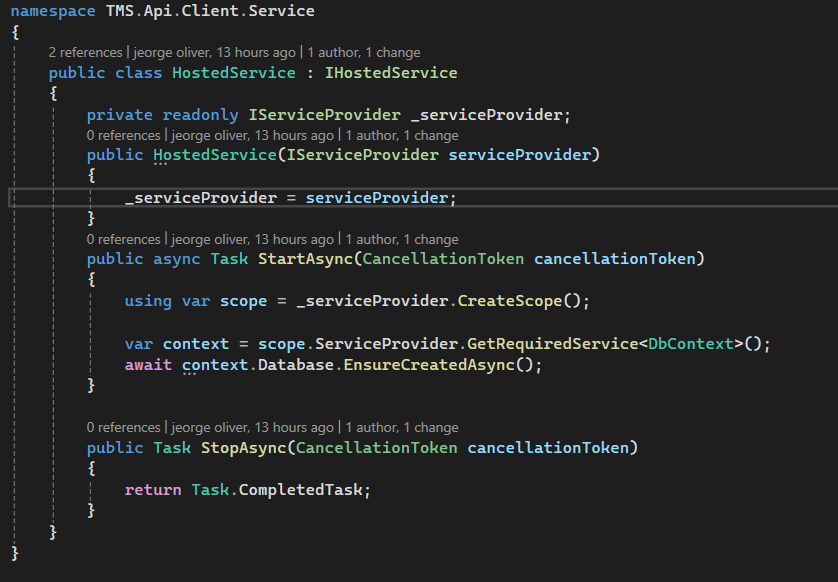 namespace TMS.Api.Client.Service
{
2 references | jeorge oliver, 13 hours ago | 1 author, 1 change
public class HostedService : IHostedService
{
private readonly IServiceProvider _serviceProvider;
0 references | jeorge oliver, 13 hours ago | 1 author, 1 change
public HostedService(IServiceProvider serviceProvider)
{
_serviceProvider = serviceProvider;
}
0 references | jeorge oliver, 13 hours ago | 1 author, 1 change
public async Task StartAsync(CancellationToken cancellationToken)
{
using var scope = _serviceProvider.CreateScope();
var context = scope.ServiceProvider.GetRequiredService<DbContext>();
await context.Database.EnsureCreatedAsync();
}
0 references | jeorge oliver, 13 hours ago | 1 author, 1 change
public Task StopAsync(CancellationToken cancellationToken)
{
return Task.CompletedTask;
}
}
}